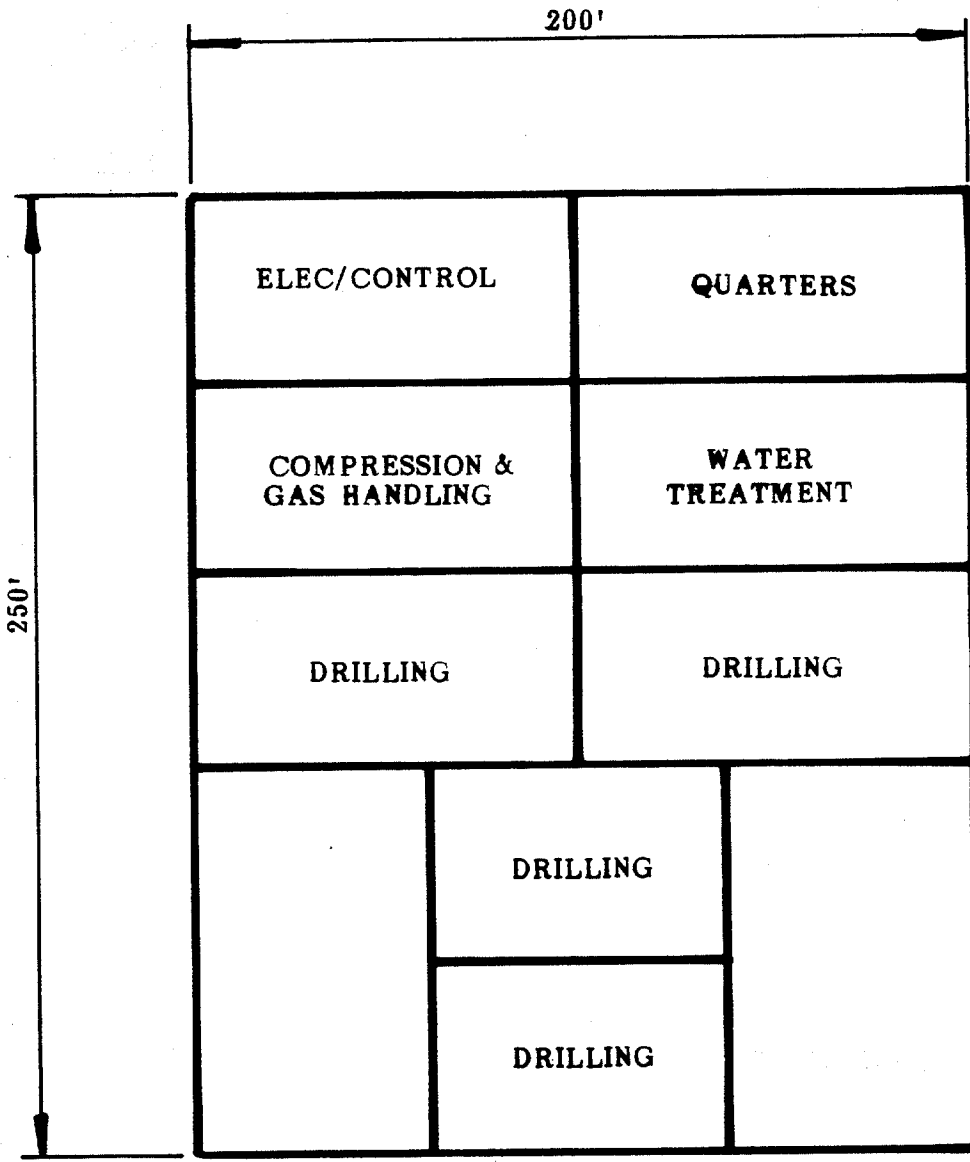 200'
ELEC/CONTROL
QUARTERS
COMPRESSION &
GAS HANDLING
WATER
TREATMENT
250'
DRILLING
DRILLING
DRILLING
DRILLING